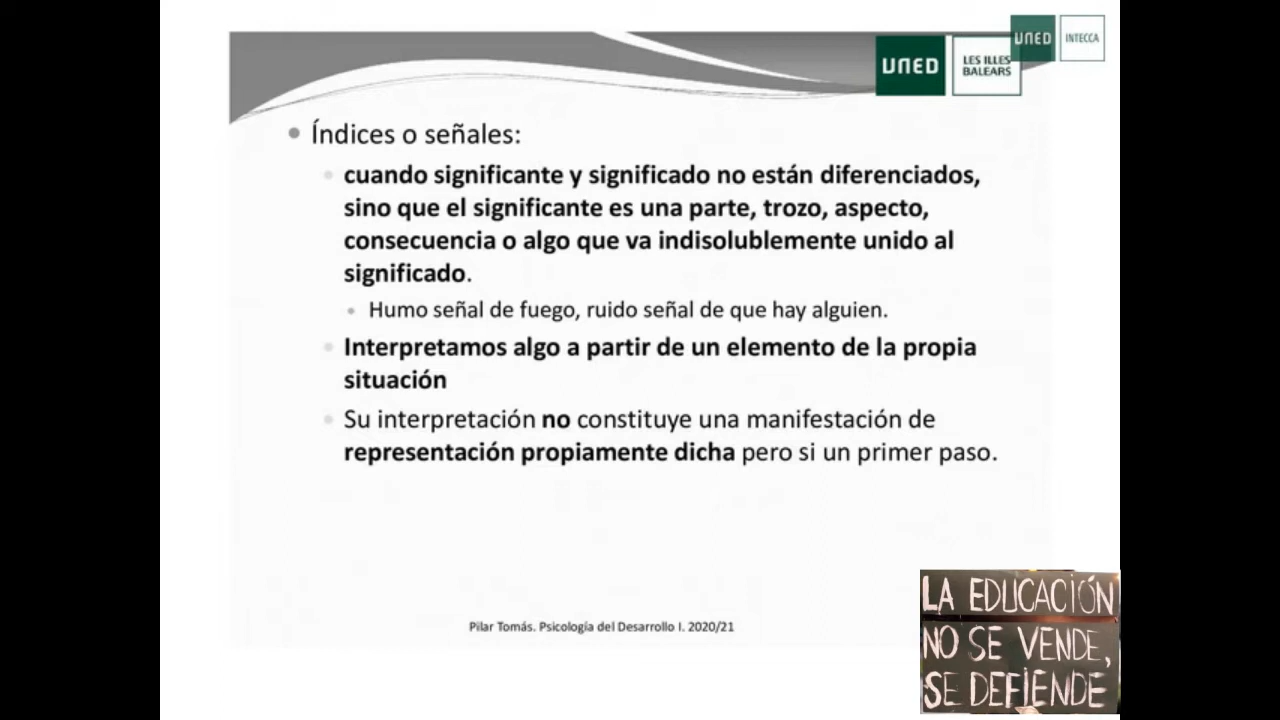 UNED
INTECCA
UNED
LES ILLES
BALEARS
Índices o señales:
cuando significante y significado no están diferenciados,
sino que el significante es una parte, trozo, aspecto,
consecuencia o algo que va indisolublemente unido al
significado.
Humo señal de fuego, ruido señal de que hay alguien.
Interpretamos algo a partir de un elemento de la propia
situación
Su interpretación no constituye una manifestación de
representación propiamente dicha pero si un primer paso.
Pilar Tomás. Psicología del Desarrollo I. 2020/21
LA EDUCACIÓN
NO SE VENDE,
SE DEFIENDE